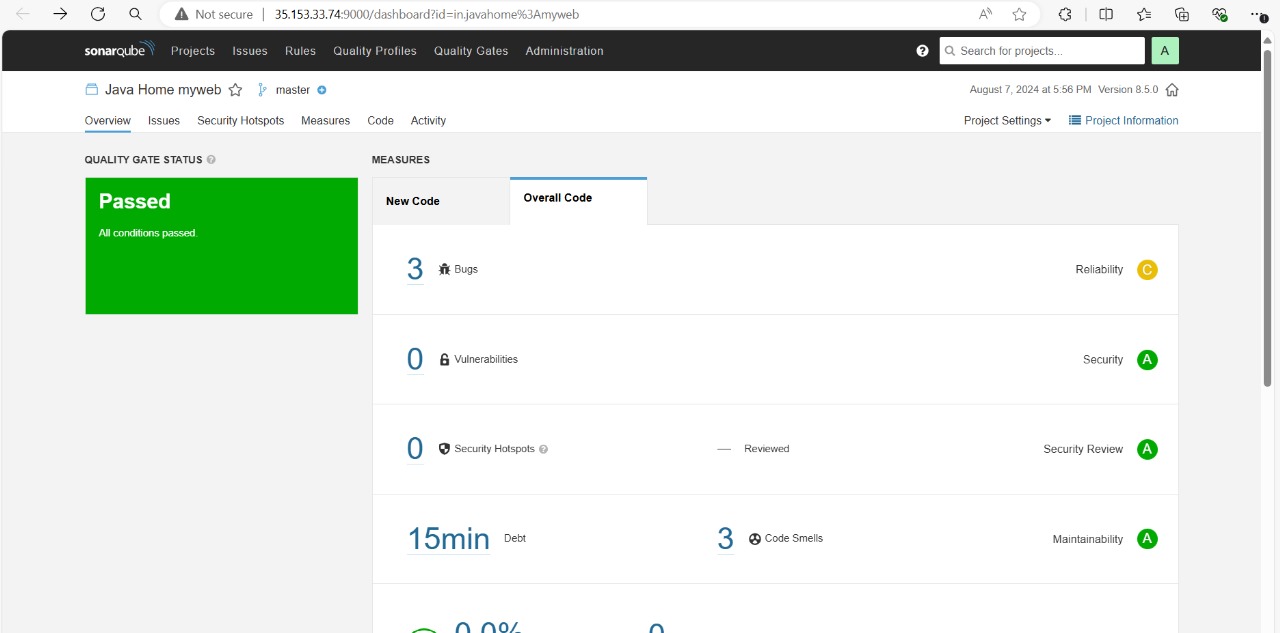 Not secure 35.153.33.74:9000/dashboard?id=in.javahome%3Amyweb
sonarqube Projects Issues Rules Quality Profiles Quality Gates Administration Search for projects... A
Java Home myweb master August 7, 2024 at 5:56 PM Version 8.5.0
Overview Issues Security Hotspots Measures Code Activity Project Settings Project Information
QUALITY GATE STATUS MEASURES
Passed
All conditions passed.
New Code Overall Code
3 Bugs Reliability C
0 Vulnerabilities Security A
0 Security Hotspots — Reviewed Security Review A
15min Debt 3 Code Smells Maintainability A
0.0% 0